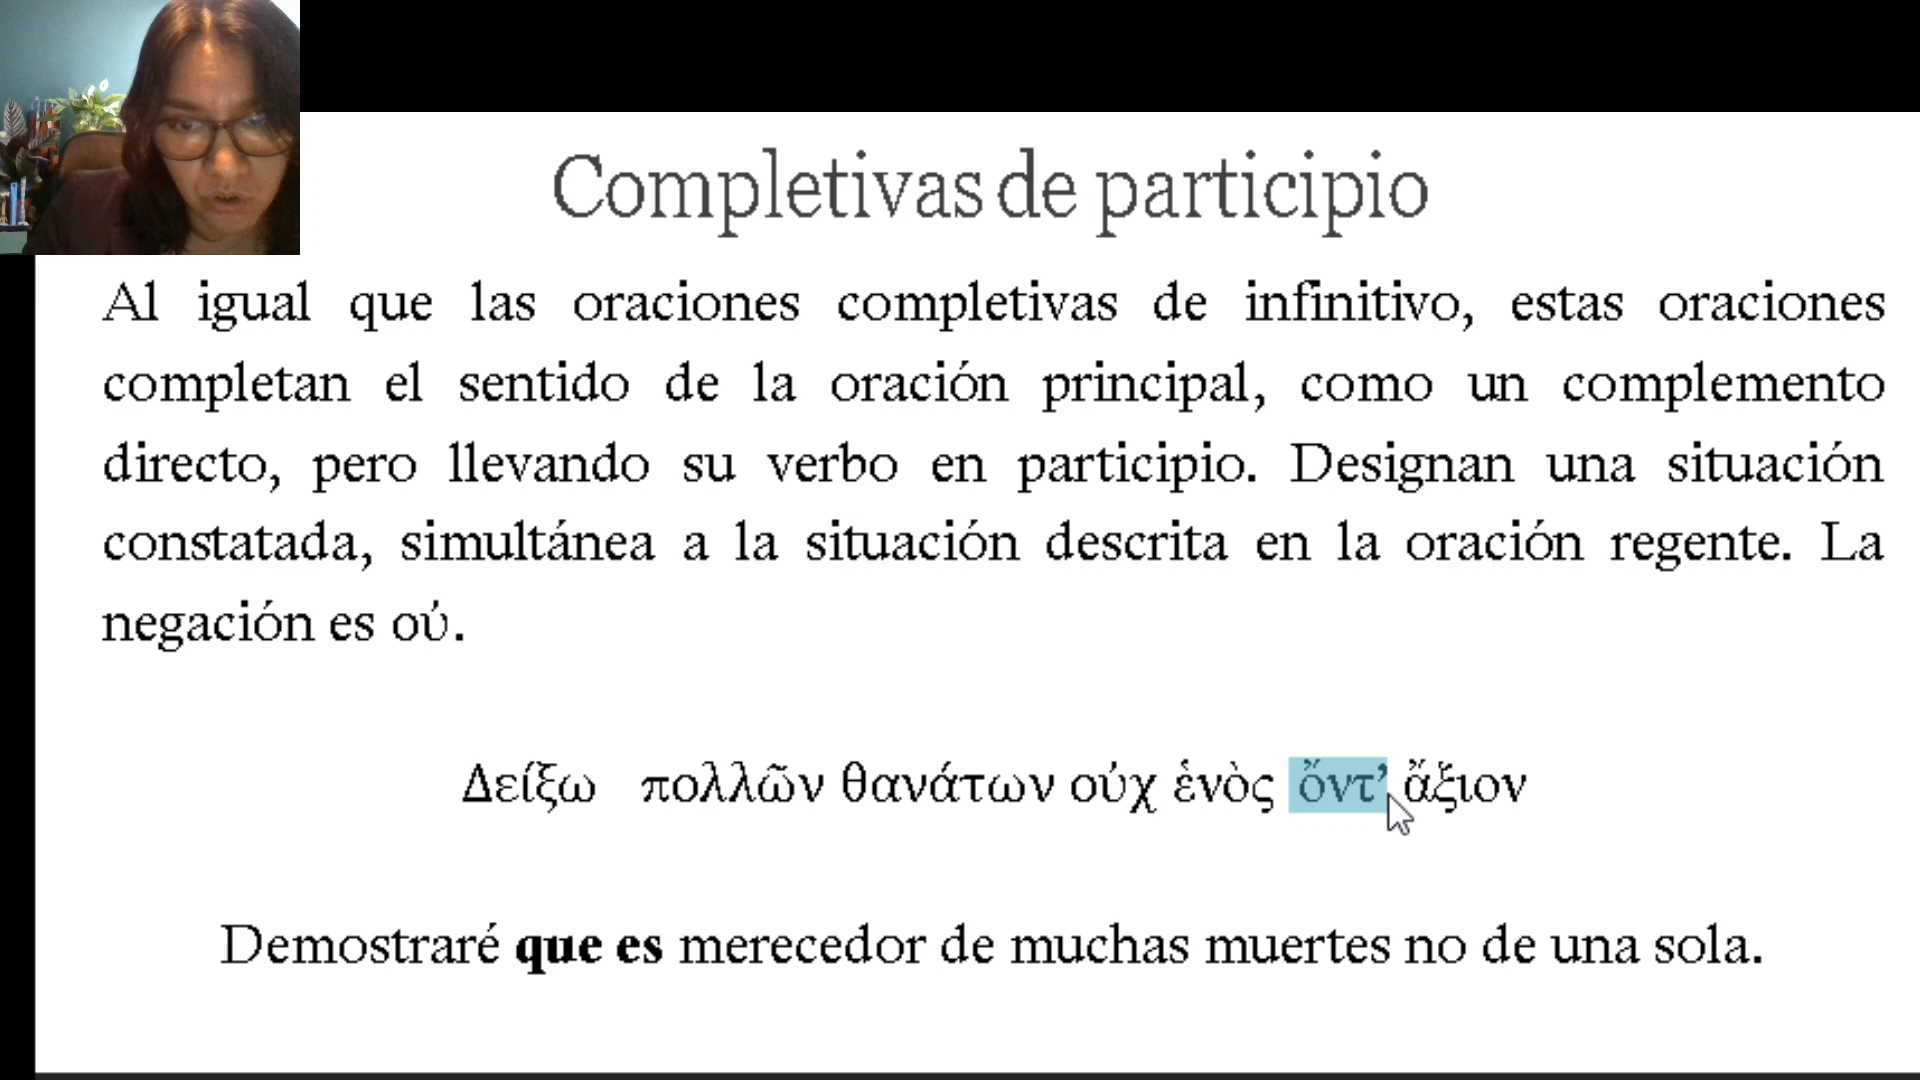 Completivas de participio
Al igual que las oraciones completivas de infinitivo, estas oraciones
completan el sentido de la oración principal, como un complemento
directo, pero llevando su verbo en participio. Designan una situación
constatada, simultánea a la situación descrita en la oración regente. La
negación es οὐ.
Δείξω πολλῶν θανάτων οὐχ ἑνὸς ὄντ’ ἄξιον
Demostraré que es merecedor de muchas muertes no de una sola.